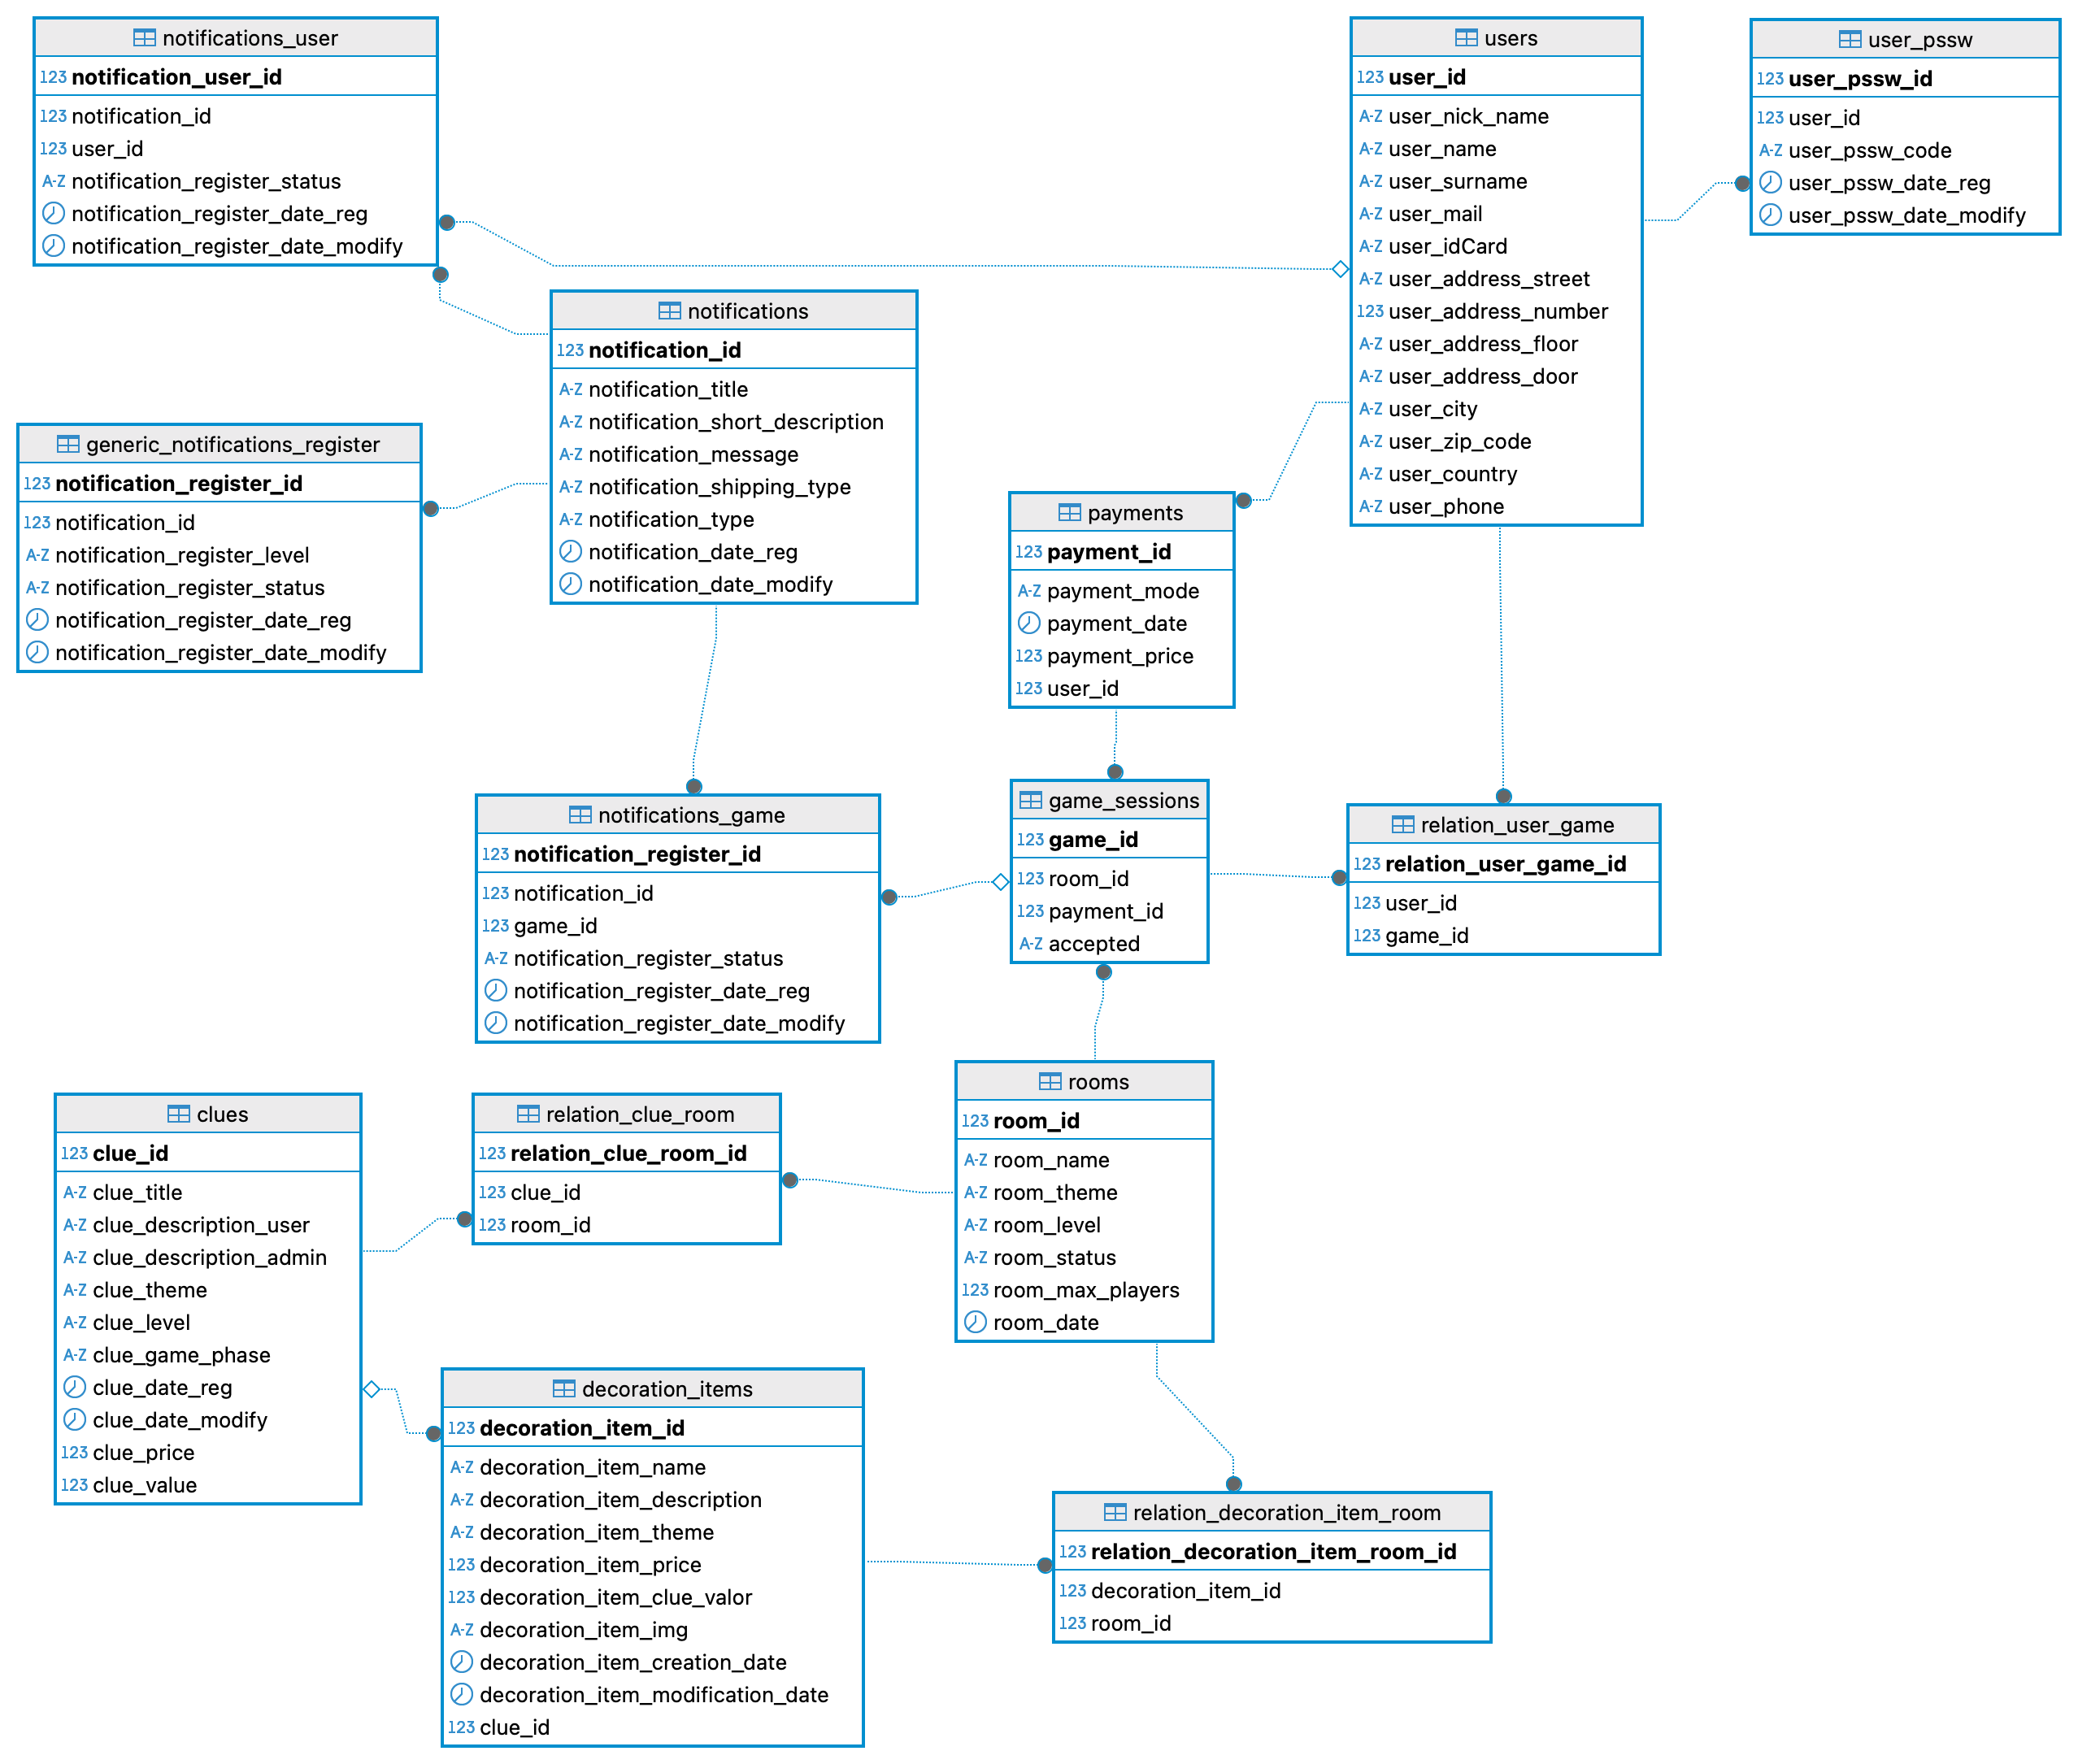 notifications_user
123 notification_user_id
123 notification_id
123 user_id
A-Z notification_register_status
notification_register_date_reg
notification_register_date_modify
users
123 user_id
A-Z user_nick_name
A-Z user_name
A-Z user_surname
A-Z user_mail
A-Z user_idCard
A-Z user_address_street
123 user_address_number
A-Z user_address_floor
A-Z user_address_door
A-Z user_city
A-Z user_zip_code
A-Z user_country
A-Z user_phone
user_pssw
123 user_pssw_id
123 user_id
A-Z user_pssw_code
user_pssw_date_reg
user_pssw_date_modify
notifications
123 notification_id
A-Z notification_title
A-Z notification_short_description
A-Z notification_message
A-Z notification_shipping_type
A-Z notification_type
notification_date_reg
notification_date_modify
generic_notifications_register
123 notification_register_id
123 notification_id
A-Z notification_register_level
A-Z notification_register_status
notification_register_date_reg
notification_register_date_modify
payments
123 payment_id
A-Z payment_mode
payment_date
123 payment_price
123 user_id
notifications_game
123 notification_register_id
123 notification_id
123 game_id
A-Z notification_register_status
notification_register_date_reg
notification_register_date_modify
game_sessions
123 game_id
123 room_id
123 payment_id
A-Z accepted
relation_user_game
123 relation_user_game_id
123 user_id
123 game_id
clues
123 clue_id
A-Z clue_title
A-Z clue_description_user
A-Z clue_description_admin
A-Z clue_theme
A-Z clue_level
A-Z clue_game_phase
clue_date_reg
clue_date_modify
123 clue_price
123 clue_value
relation_clue_room
123 relation_clue_room_id
123 clue_id
123 room_id
rooms
123 room_id
A-Z room_name
A-Z room_theme
A-Z room_level
A-Z room_status
123 room_max_players
room_date
decoration_items
123 decoration_item_id
A-Z decoration_item_name
A-Z decoration_item_description
A-Z decoration_item_theme
123 decoration_item_price
123 decoration_item_clue_valor
A-Z decoration_item_img
decoration_item_creation_date
decoration_item_modification_date
123 clue_id
relation_decoration_item_room
123 relation_decoration_item_room_id
123 decoration_item_id
123 room_id